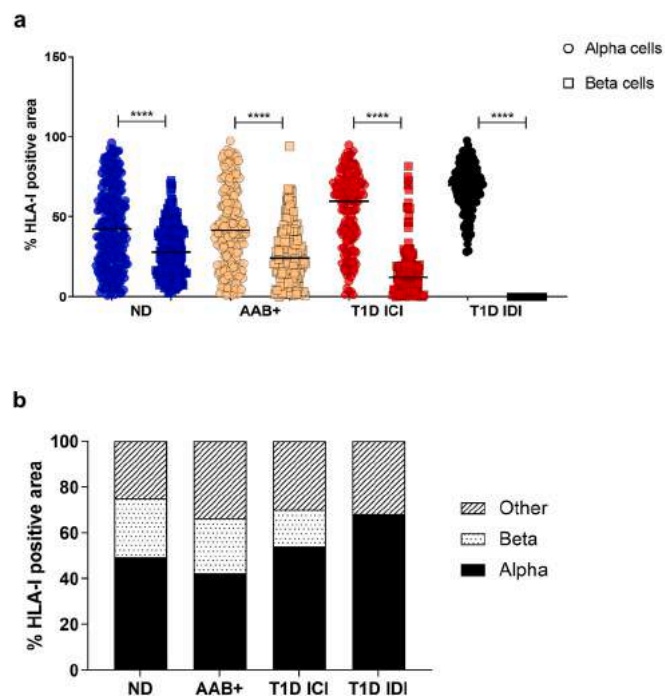 a
% HLA-I positive area
150
100
50
0
**** **** **** ****
Alpha cells
Beta cells
ND AAB+ T1D ICI T1D IDI
b
% HLA-I positive area
100
80
60
40
20
0
Other
Beta
Alpha
ND AAB+ T1D ICI T1D IDI